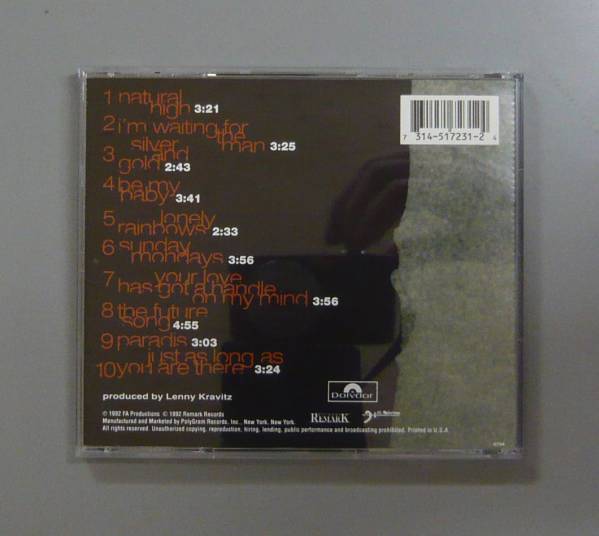 1 natural
high 3:21
2 i'm waiting for
the
man 3:25
3 silver
and
gold 2:43
4 be my
baby 3:41
5 lonely
rainbows 2:33
6 sunday
mondays 3:56
7 your love
has got a handle
on my mind 3:56
8 the future
song 4:55
9 paradis 3:03
10 just as long as
you are there 3:24
produced by Lenny Kravitz
℗ 1992 FA Productions © 1992 Remark Records
Manufactured and Marketed by PolyGram Records, Inc., New York, New York.
All rights reserved. Unauthorized copying, reproduction, hiring, lending, public performance and broadcasting prohibited. Printed in U.S.A.
7 314-517231-2 4
Polydor
REMARK